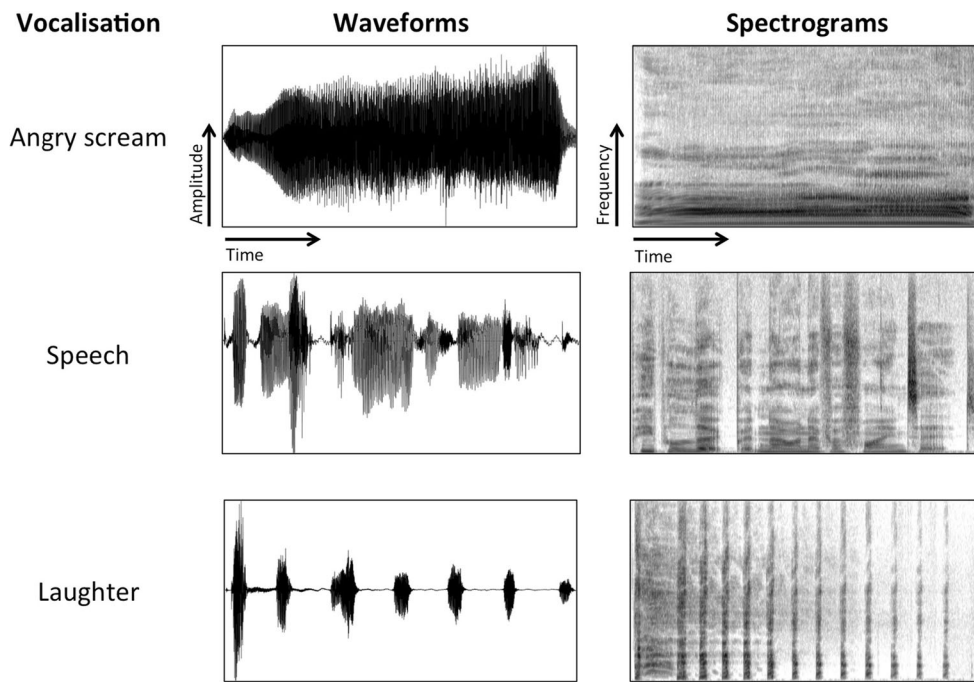 Vocalisation Waveforms Spectrograms
Angry scream
Amplitude
Time
Frequency
Time
Speech
Laughter